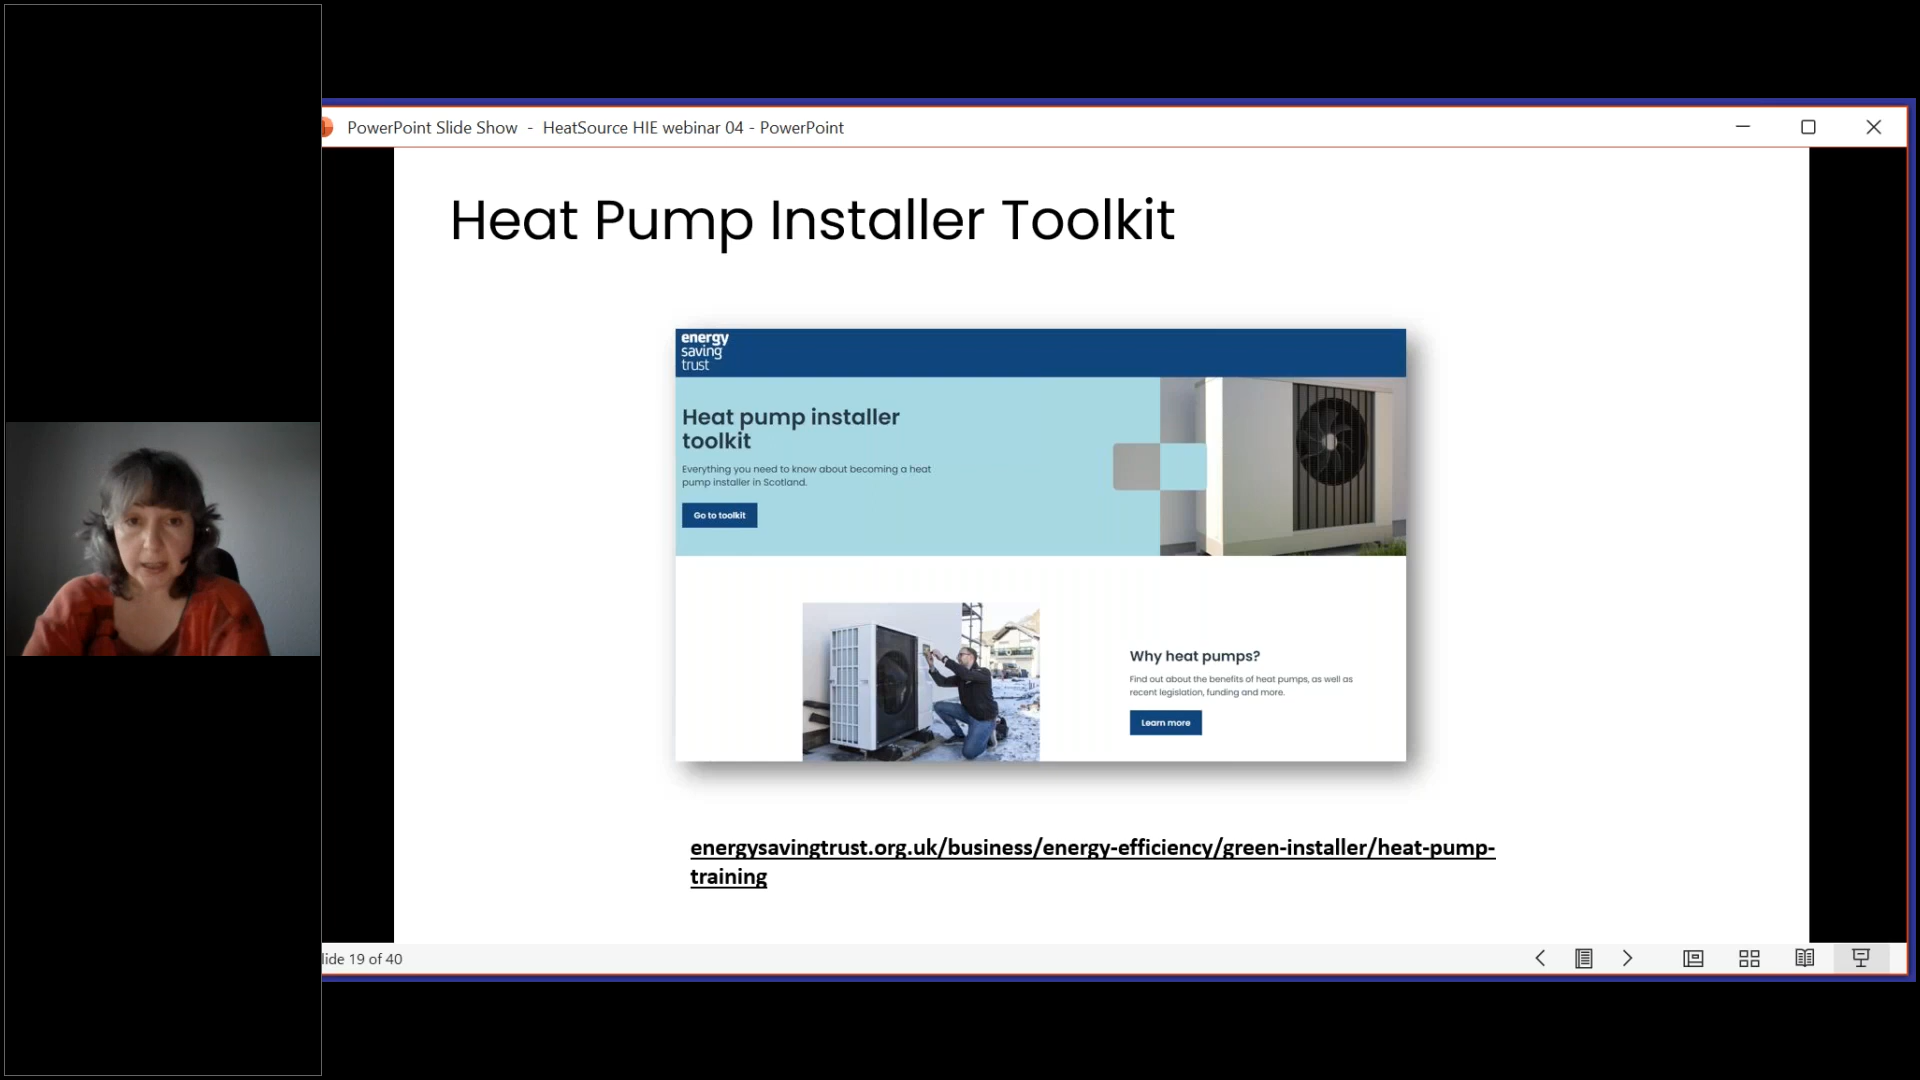 PowerPoint Slide Show - HeatSource HIE webinar 04 - PowerPoint
Heat Pump Installer Toolkit
energy
saving
trust
Heat pump installer
toolkit
Everything you need to know about becoming a heat
pump installer in Scotland.
Go to toolkit
Why heat pumps?
Find out about the benefits of heat pumps, as well as
recent legislation, funding and more.
Learn more
energysavingtrust.org.uk/business/energy-efficiency/green-installer/heat-pump-
training
lide 19 of 40